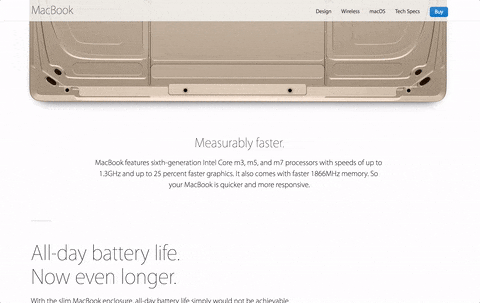 MacBook
Design Wireless macOS Tech Specs Buy
Measurably faster.
MacBook features sixth-generation Intel Core m3, m5, and m7 processors with speeds of up to
1.3GHz and up to 25 percent faster graphics. It also comes with faster 1866MHz memory. So
your MacBook is quicker and more responsive.
All-day battery life.
Now even longer.
With the slim MacBook enclosure, all-day battery life simply would not be achievable